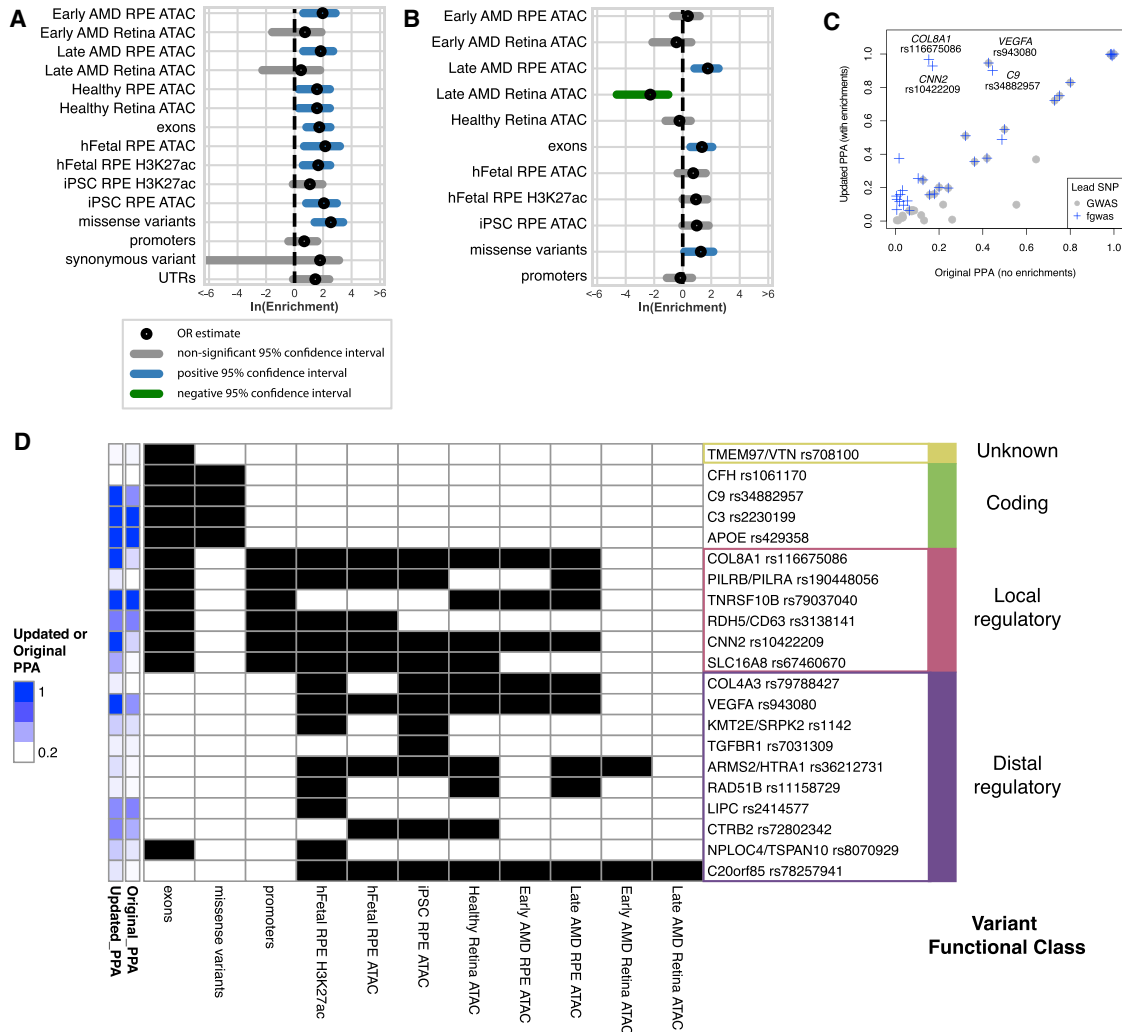 A
Early AMD RPE ATAC
Early AMD Retina ATAC
Late AMD RPE ATAC
Late AMD Retina ATAC
Healthy RPE ATAC
Healthy Retina ATAC
exons
hFetal RPE ATAC
hFetal RPE H3K27ac
iPSC RPE H3K27ac
iPSC RPE ATAC
missense variants
promoters
synonymous variant
UTRs
<-6 -4 -2 0 2 4 >6
ln(Enrichment)
B
Early AMD RPE ATAC
Early AMD Retina ATAC
Late AMD RPE ATAC
Late AMD Retina ATAC
Healthy Retina ATAC
exons
hFetal RPE ATAC
hFetal RPE H3K27ac
iPSC RPE ATAC
missense variants
promoters
<-6 -4 -2 0 2 4 >6
ln(Enrichment)
OR estimate
non-significant 95% confidence interval
positive 95% confidence interval
negative 95% confidence interval
C
COL8A1
rs116675086
VEGFA
rs943080
CNN2
rs10422209
C9
rs34882957
Updated PPA (with enrichments)
0.0 0.2 0.4 0.6 0.8 1.0
Lead SNP
GWAS
fgwas
0.0 0.2 0.4 0.6 0.8 1.0
Original PPA (no enrichments)
D
TMEM97/VTN rs708100
CFH rs1061170
C9 rs34882957
C3 rs2230199
APOE rs429358
COL8A1 rs116675086
PILRB/PILRA rs190448056
TNRSF10B rs79037040
RDH5/CD63 rs3138141
CNN2 rs10422209
SLC16A8 rs67460670
COL4A3 rs79788427
VEGFA rs943080
KMT2E/SRPK2 rs1142
TGFBR1 rs7031309
ARMS2/HTRA1 rs36212731
RAD51B rs11158729
LIPC rs2414577
CTRB2 rs72802342
NPLOC4/TSPAN10 rs8070929
C20orf85 rs78257941
Unknown
Coding
Local
regulatory
Distal
regulatory
Variant
Functional Class
Updated or
Original
PPA
1
0.2
Updated_PPA
Original_PPA
exons
missense variants
promoters
hFetal RPE H3K27ac
hFetal RPE ATAC
iPSC RPE ATAC
Healthy Retina ATAC
Early AMD RPE ATAC
Late AMD RPE ATAC
Early AMD Retina ATAC
Late AMD Retina ATAC